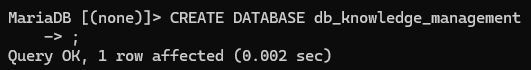 MariaDB [(none)]> CREATE DATABASE db_knowledge_management
    -> ;
Query OK, 1 row affected (0.002 sec)